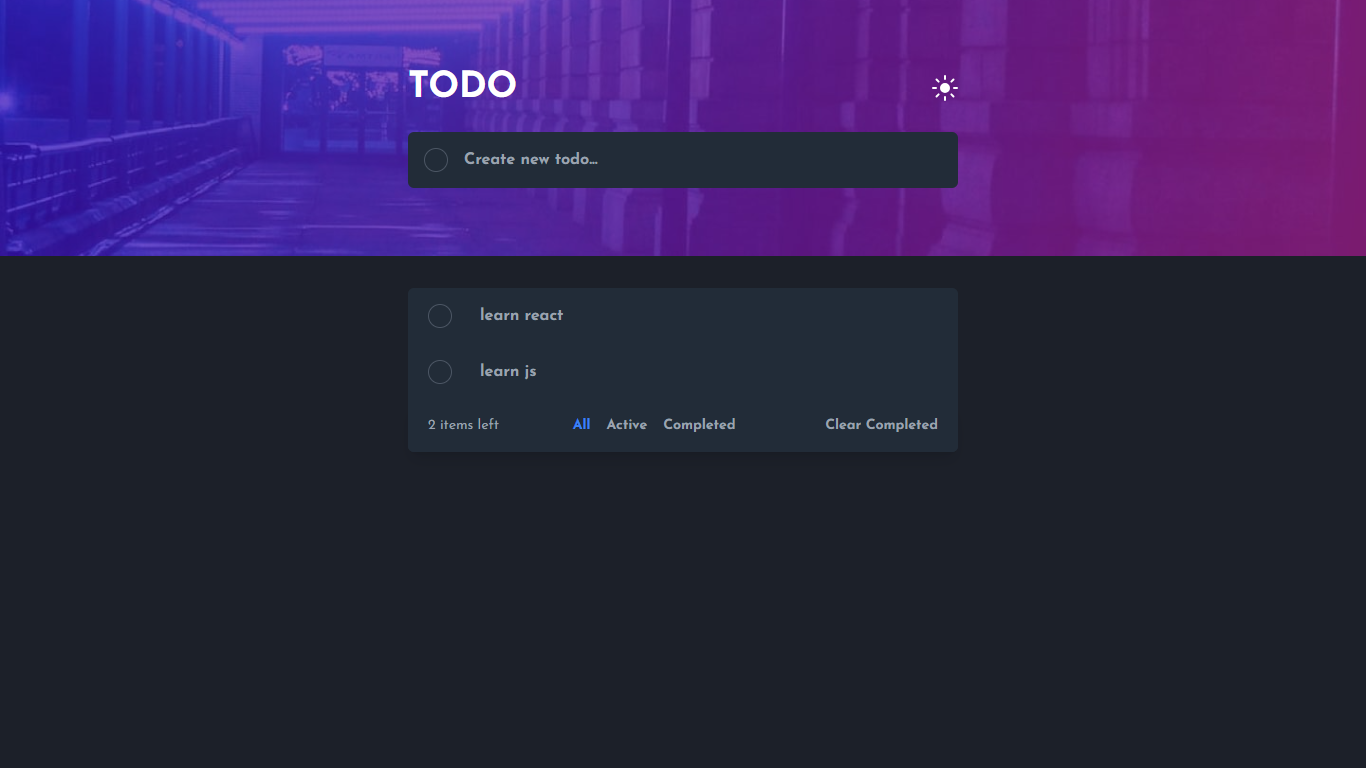 TODO
Create new todo...
learn react
learn js
2 items left All Active Completed Clear Completed